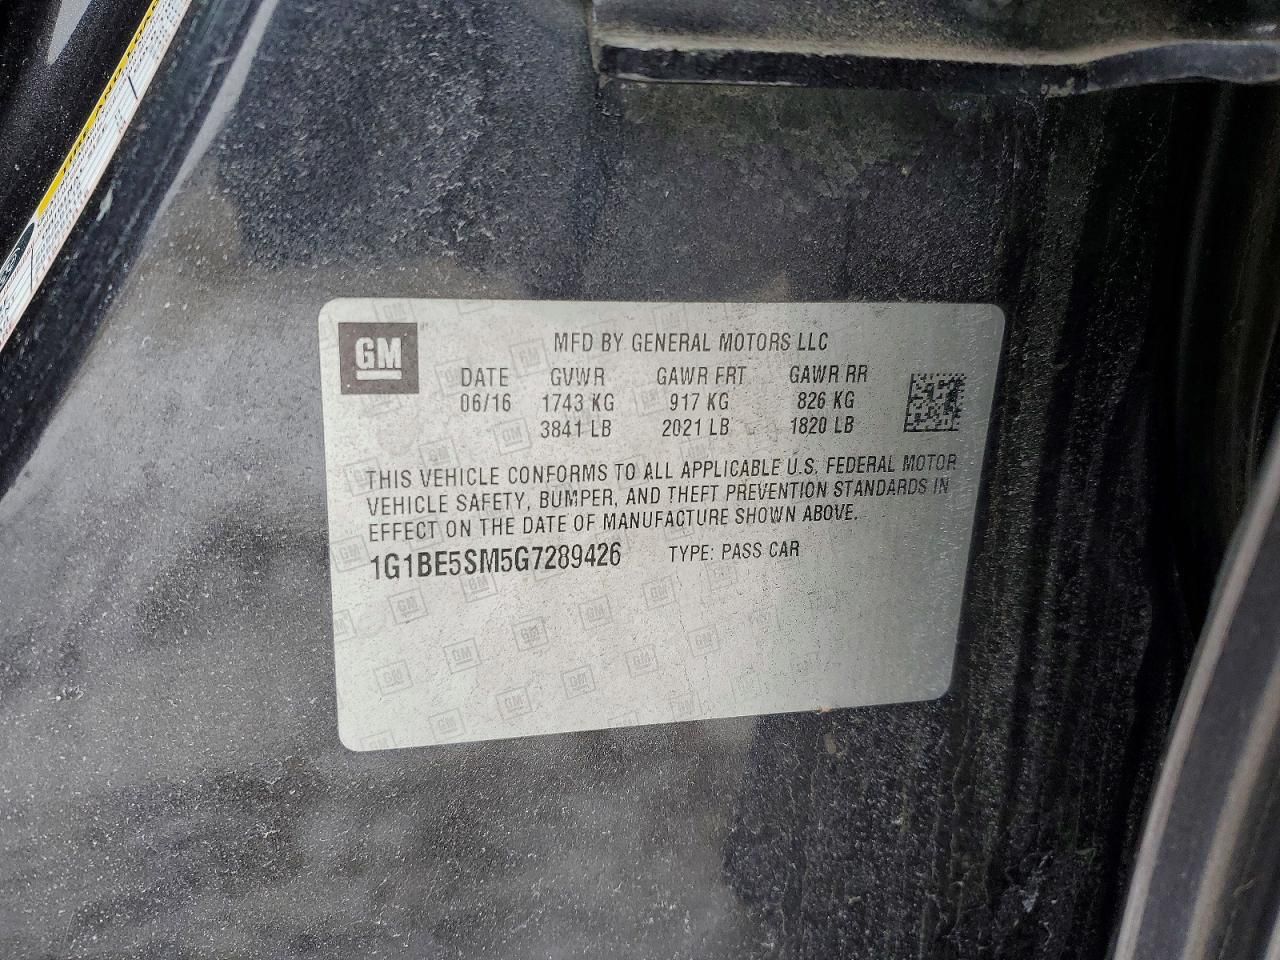 GM
MFD BY GENERAL MOTORS LLC
DATE GVWR GAWR FRT GAWR RR
06/16 1743 KG 917 KG 826 KG
3841 LB 2021 LB 1820 LB
THIS VEHICLE CONFORMS TO ALL APPLICABLE U.S. FEDERAL MOTOR
VEHICLE SAFETY, BUMPER, AND THEFT PREVENTION STANDARDS IN
EFFECT ON THE DATE OF MANUFACTURE SHOWN ABOVE.
1G1BE5SM5G7289426 TYPE: PASS CAR